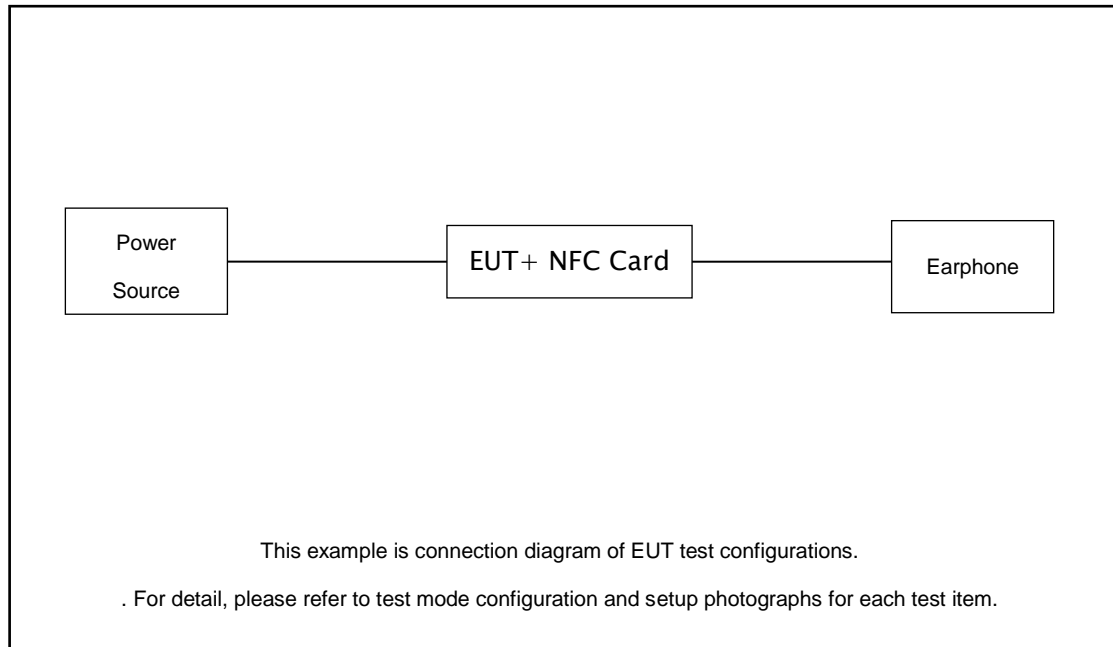 Power
Source
EUT+ NFC Card
Earphone
This example is connection diagram of EUT test configurations.
. For detail, please refer to test mode configuration and setup photographs for each test item.